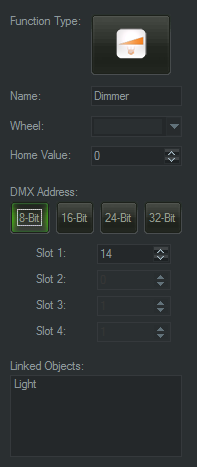 Function Type:
Name: Dimmer
Wheel:
Home Value: 0
DMX Address:
8-Bit 16-Bit 24-Bit 32-Bit
Slot 1: 14
Slot 2:
Slot 3:
Slot 4:
Linked Objects:
Light